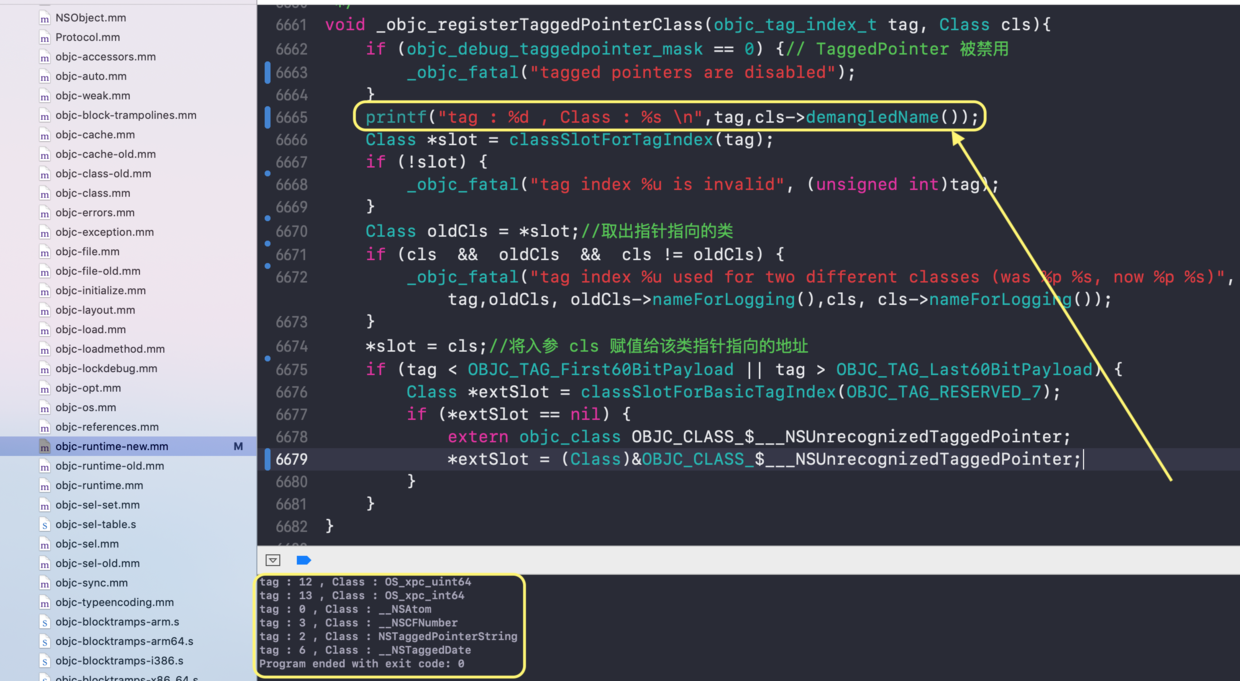 NSObject.mm
Protocol.mm
objc-accessors.mm
objc-auto.mm
objc-weak.mm
objc-block-trampolines.mm
objc-cache.mm
objc-cache-old.mm
objc-class-old.mm
objc-class.mm
objc-errors.mm
objc-exception.mm
objc-file.mm
objc-file-old.mm
objc-initialize.mm
objc-layout.mm
objc-load.mm
objc-loadmethod.mm
objc-lockdebug.mm
objc-opt.mm
objc-os.mm
objc-references.mm
objc-runtime-new.mm M
objc-runtime-old.mm
objc-runtime.mm
objc-sel-set.mm
objc-sel-table.s
objc-sel.mm
objc-sel-old.mm
objc-sync.mm
objc-typeencoding.mm
objc-blocktramps-arm.s
objc-blocktramps-arm64.s
objc-blocktramps-i386.s
objc-blocktramps-x86_64.s
6661 void _objc_registerTaggedPointerClass(objc_tag_index_t tag, Class cls){
6662 if (objc_debug_taggedpointer_mask == 0) {// TaggedPointer 被禁用
6663 _objc_fatal("tagged pointers are disabled");
6664 }
6665 printf("tag : %d , Class : %s \n",tag,cls->demangledName());
6666 Class *slot = classSlotForTagIndex(tag);
6667 if (!slot) {
6668 _objc_fatal("tag index %u is invalid", (unsigned int)tag);
6669 }
6670 Class oldCls = *slot;//取出指针指向的类
6671 if (cls && oldCls && cls != oldCls) {
6672 _objc_fatal("tag index %u used for two different classes (was %p %s, now %p %s)",
tag,oldCls, oldCls->nameForLogging(),cls, cls->nameForLogging());
6673 }
6674 *slot = cls;//将入参 cls 赋值给该类指针指向的地址
6675 if (tag < OBJC_TAG_First60BitPayload || tag > OBJC_TAG_Last60BitPayload) {
6676 Class *extSlot = classSlotForBasicTagIndex(OBJC_TAG_RESERVED_7);
6677 if (*extSlot == nil) {
6678 extern objc_class OBJC_CLASS_$___NSUnrecognizedTaggedPointer;
6679 *extSlot = (Class)&OBJC_CLASS_$___NSUnrecognizedTaggedPointer;
6680 }
6681 }
6682 }
tag : 12 , Class : OS_xpc_uint64
tag : 13 , Class : OS_xpc_int64
tag : 0 , Class : __NSAtom
tag : 3 , Class : __NSCFNumber
tag : 2 , Class : NSTaggedPointerString
tag : 6 , Class : __NSTaggedDate
Program ended with exit code: 0